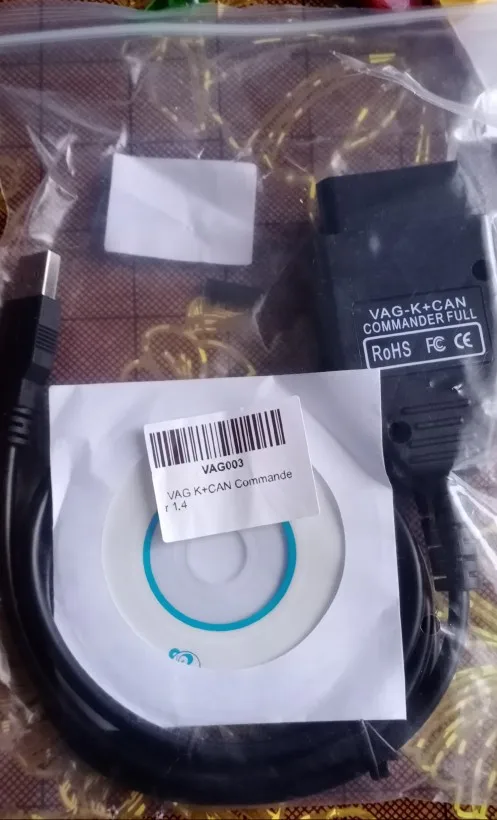 VAG-K+CAN
COMMANDER FULL
RoHS FC CE
VAG003
VAG K+CAN Commande
r 1.4